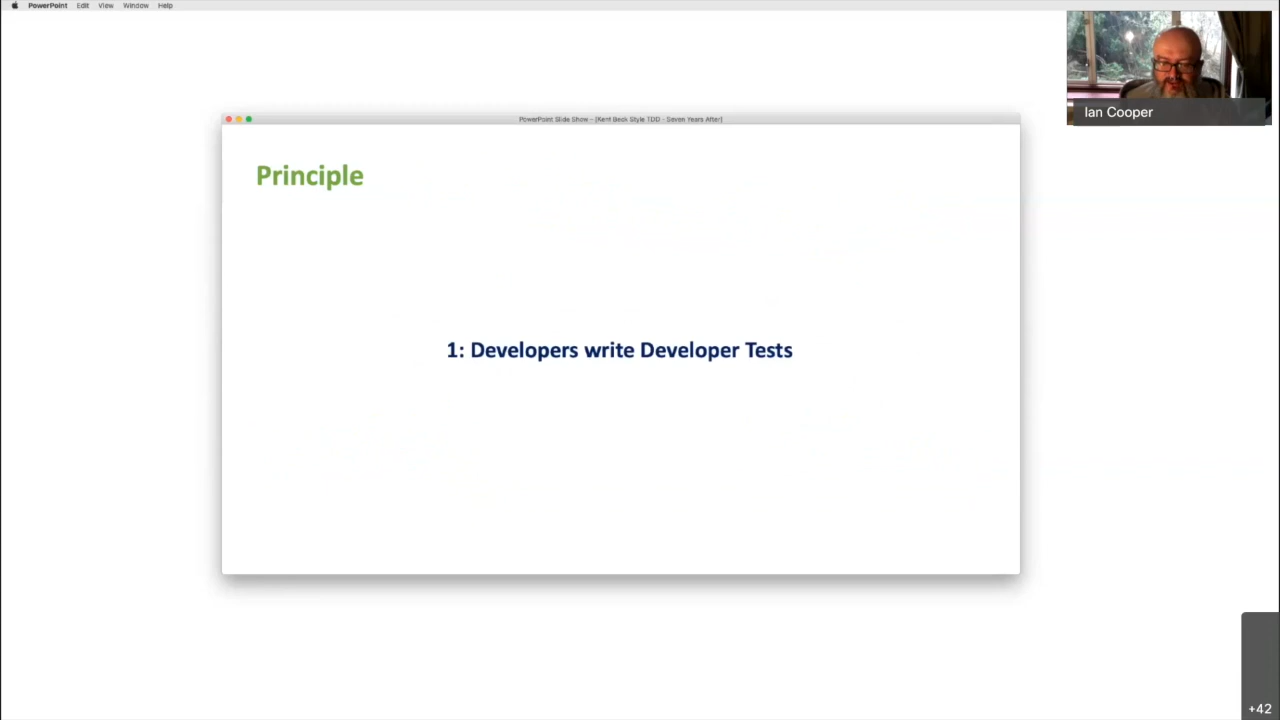 PowerPoint Edit View Window Help
Ian Cooper
PowerPoint Slide Show - [Kent Beck Style TDD - Seven Years After]
Principle
1: Developers write Developer Tests
+42